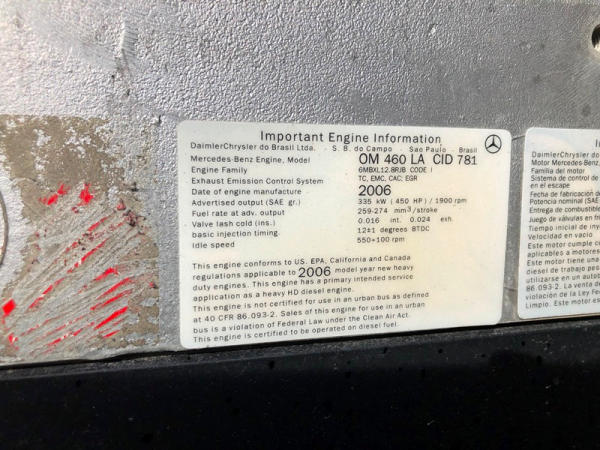 Important Engine Information
DaimlerChrysler do Brasil Ltda. - S. B. do Campo - Sao Paulo - Brasil
Mercedes-Benz Engine, Model OM 460 LA CID 781
Engine Family 6MBXL12.8RJB CODE I
Exhaust Emission Control System TC, EMC, CAC; EGR
Date of engine manufacture 2006
Advertised output (SAE gr.) 335 kW ( 450 HP) / 1900 rpm
Fuel rate at adv. output 259-274 mm³/stroke
Valve lash cold (ins.) 0.016 int. 0.024 exh.
basic injection timing. 12±1 degrees BTDC
Idle speed 550+100 rpm
This engine conforms to US. EPA, California and Canada
regulations applicable to 2006 model year new heavy
duty engines. This engine has a primary intended service
application as a heavy HD diesel engine.
This engine is not certified for use in an urban bus as defined
at 40 CFR 86.093-2. Sales of this engine for use in an urban
bus is a violation of Federal Law under the Clean Air Act.
This engine is certified to be operated on diesel fuel.
DaimlerChrysler do
Motor Mercedes-Benz
Familia del motor
Sistema de control de
en el escape
Fecha de fabricación
Potencia nominal (SAE
Entrega de combustible
Juego de válvulas en frí
Tiempo inicial de iny
Velocidad en vacio
Este motor cumple c
aplicables a motores
Este motor tiene una
diesel de trabajo pes
utilizarse en un autob
86.093-2. La venta de
violación de la Ley Fe
Limpio. Este motor es